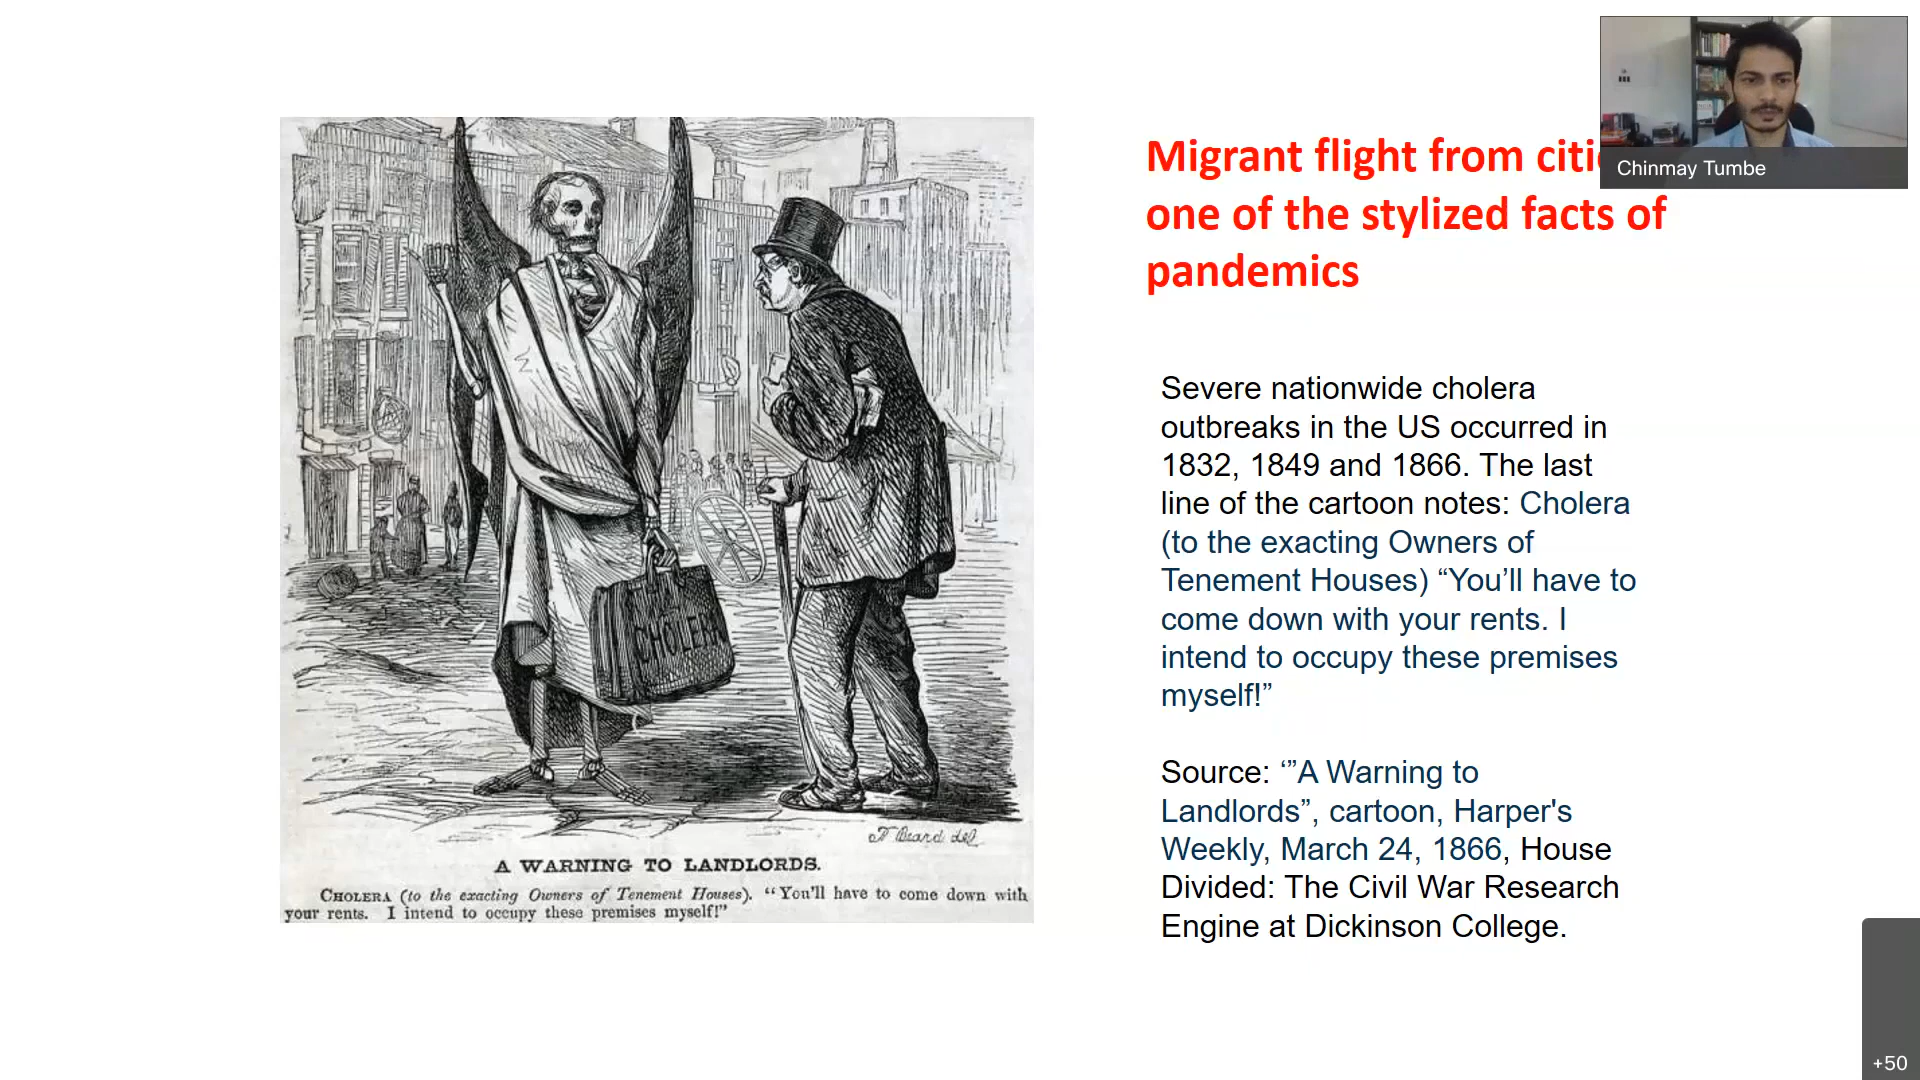 Migrant flight from citi
one of the stylized facts of
pandemics
Chinmay Tumbe
Severe nationwide cholera
outbreaks in the US occurred in
1832, 1849 and 1866. The last
line of the cartoon notes: Cholera
(to the exacting Owners of
Tenement Houses) “You’ll have to
come down with your rents. I
intend to occupy these premises
myself!”
Source: ‘”A Warning to
Landlords”, cartoon, Harper's
Weekly, March 24, 1866, House
Divided: The Civil War Research
Engine at Dickinson College.
CHOLERA
F Beard del
A WARNING TO LANDLORDS.
CHOLERA (to the exacting Owners of Tenement Houses). “You'll have to come down with
your rents. I intend to occupy these premises myself!”
+50